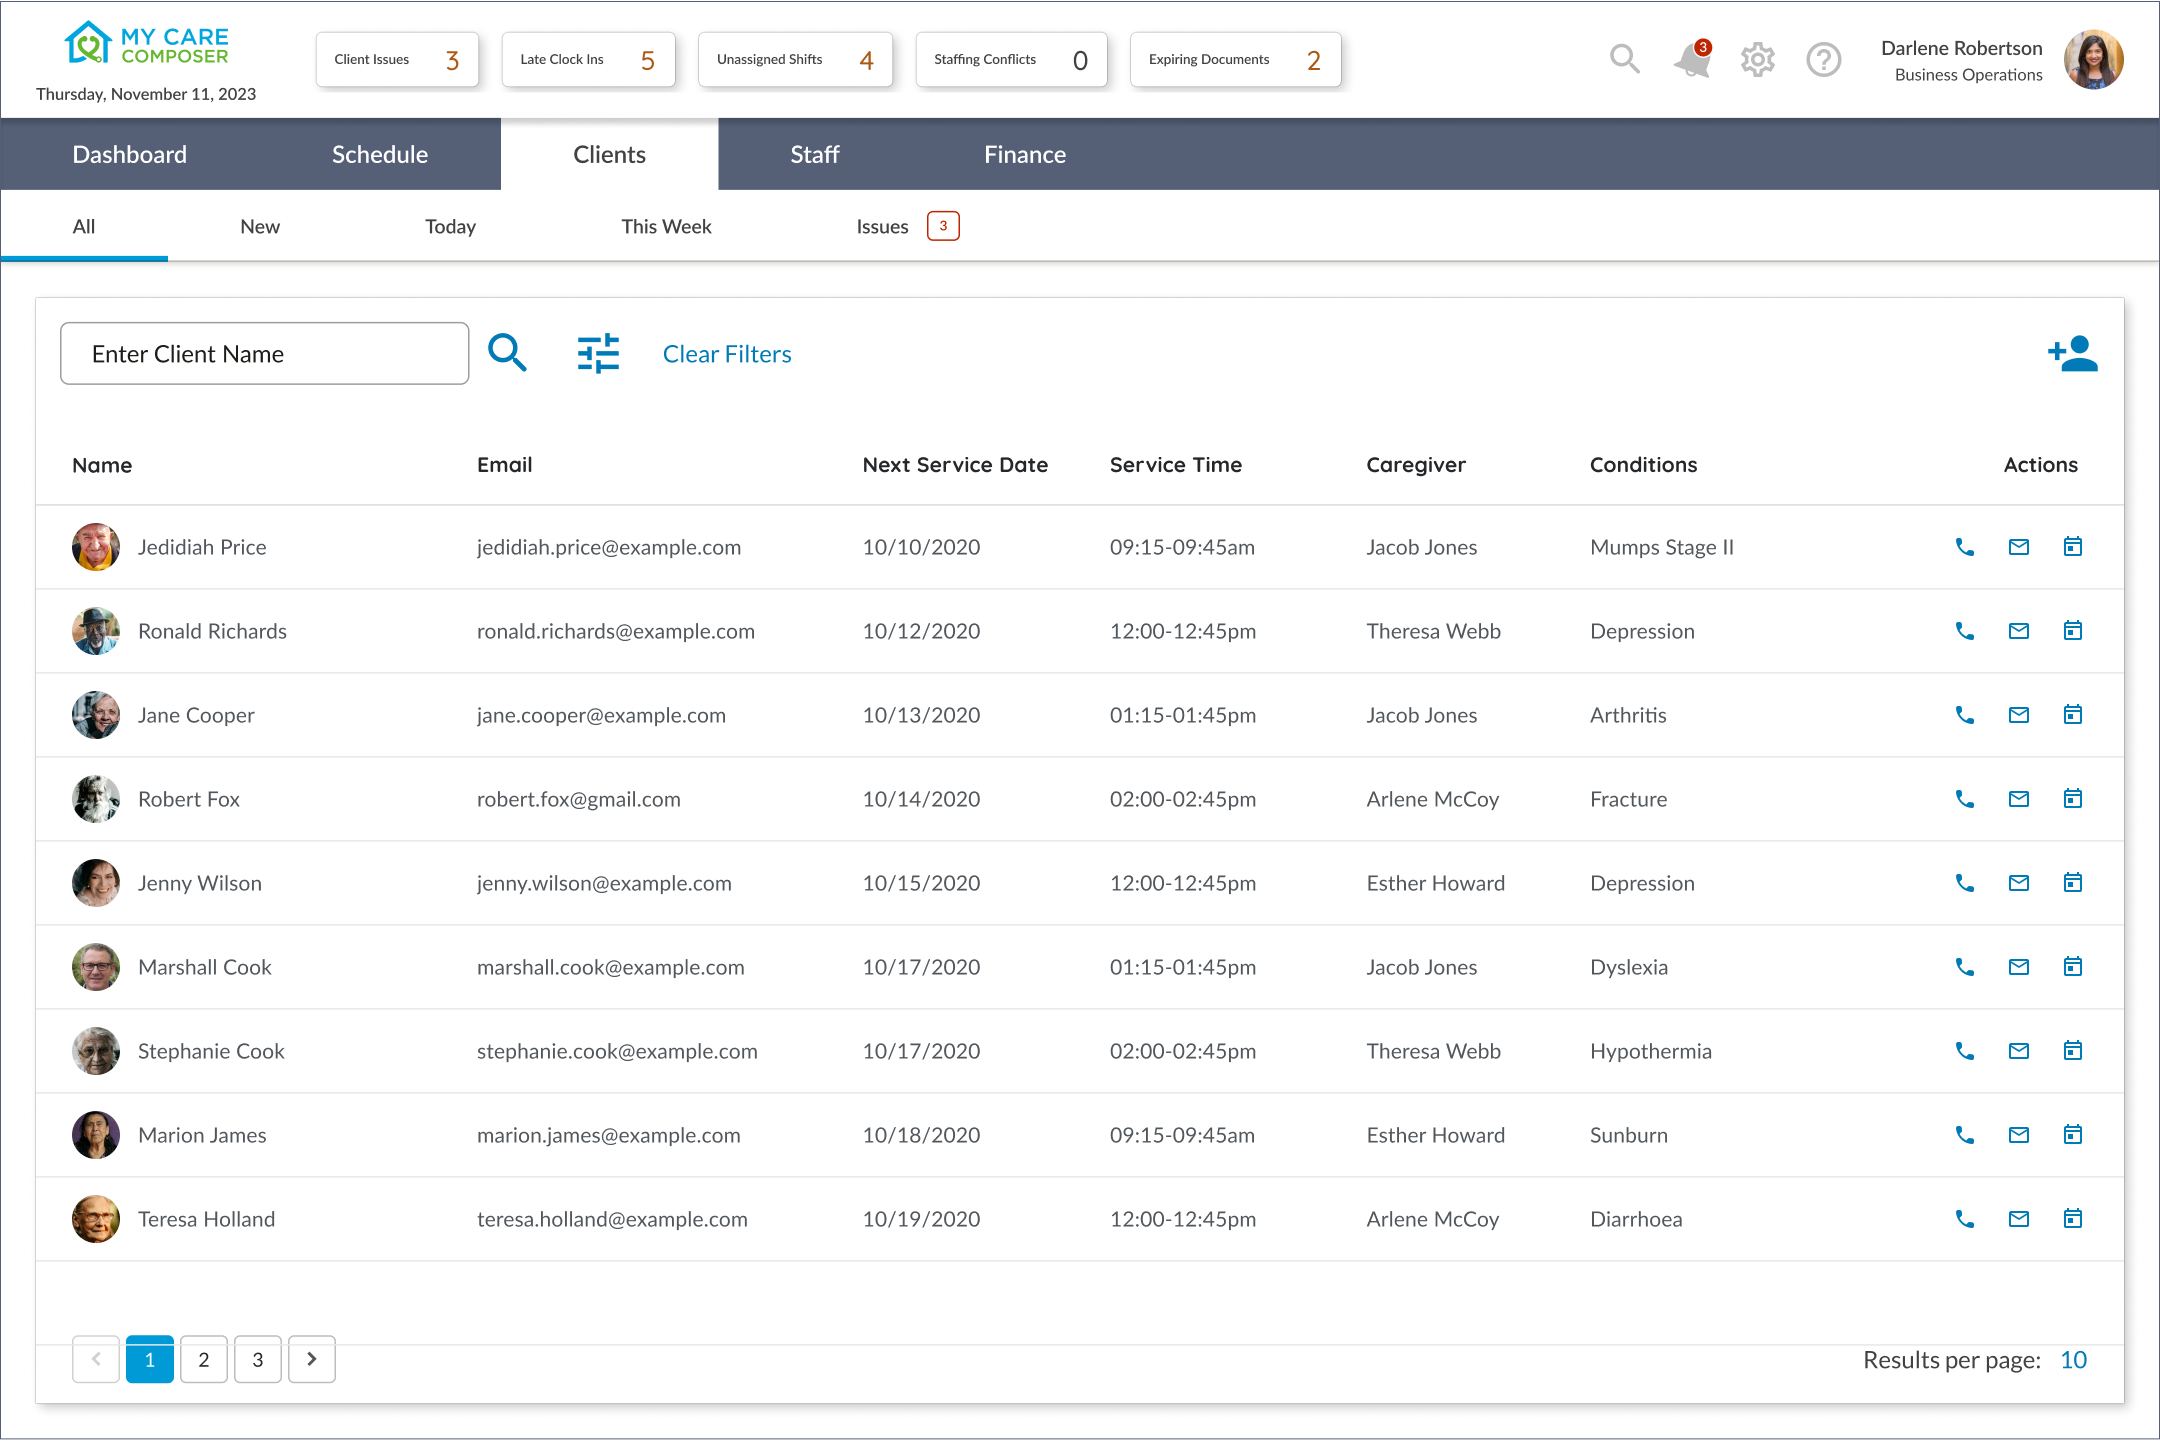 MY CARE
COMPOSER
Thursday, November 11, 2023
Client Issues 3
Late Clock Ins 5
Unassigned Shifts 4
Staffing Conflicts 0
Expiring Documents 2
3
Darlene Robertson
Business Operations
Dashboard Schedule Clients Staff Finance
All New Today This Week Issues 3
Enter Client Name Clear Filters
Name Email Next Service Date Service Time Caregiver Conditions Actions
Jedidiah Price jedidiah.price@example.com 10/10/2020 09:15-09:45am Jacob Jones Mumps Stage II
Ronald Richards ronald.richards@example.com 10/12/2020 12:00-12:45pm Theresa Webb Depression
Jane Cooper jane.cooper@example.com 10/13/2020 01:15-01:45pm Jacob Jones Arthritis
Robert Fox robert.fox@gmail.com 10/14/2020 02:00-02:45pm Arlene McCoy Fracture
Jenny Wilson jenny.wilson@example.com 10/15/2020 12:00-12:45pm Esther Howard Depression
Marshall Cook marshall.cook@example.com 10/17/2020 01:15-01:45pm Jacob Jones Dyslexia
Stephanie Cook stephanie.cook@example.com 10/17/2020 02:00-02:45pm Theresa Webb Hypothermia
Marion James marion.james@example.com 10/18/2020 09:15-09:45am Esther Howard Sunburn
Teresa Holland teresa.holland@example.com 10/19/2020 12:00-12:45pm Arlene McCoy Diarrhoea
1 2 3 Results per page: 10